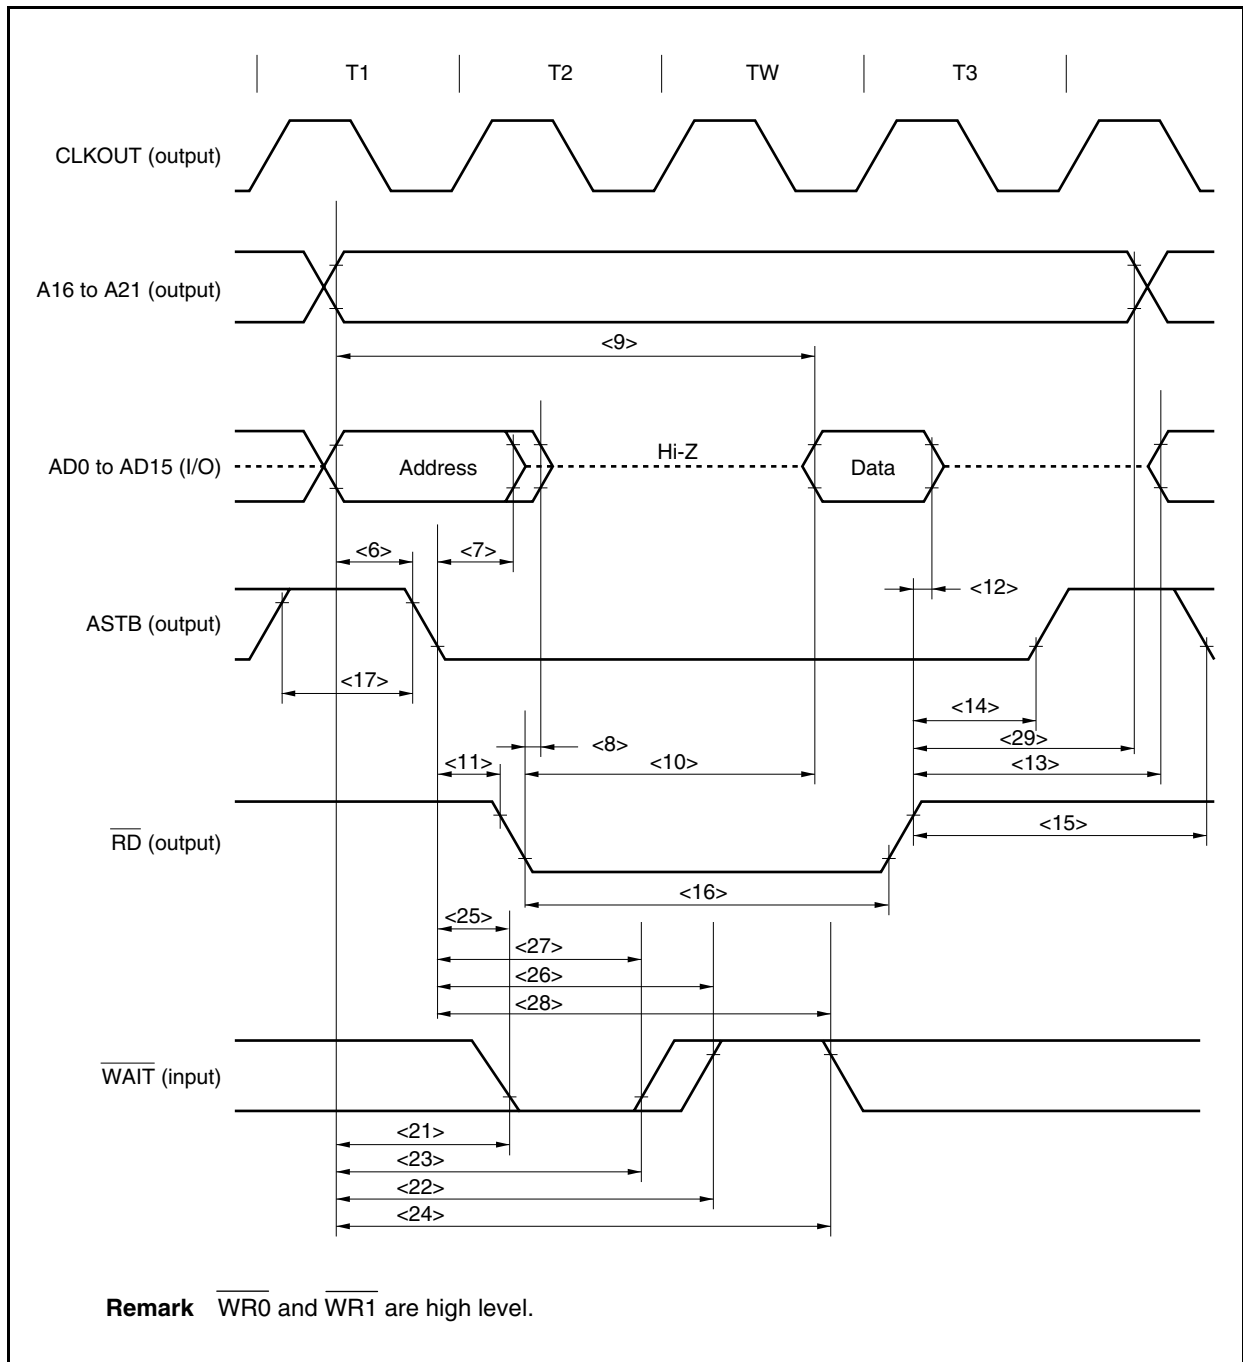 T1 T2 TW T3
CLKOUT (output)
A16 to A21 (output)
<9>
AD0 to AD15 (I/O)
Address
Hi-Z
Data
<6> <7>
<12>
ASTB (output)
<17>
<14>
<8>
<29>
<11>
<10>
<13>
RD (output)
<15>
<16>
<25>
<27>
<26>
<28>
WAIT (input)
<21>
<23>
<22>
<24>
Remark WR0 and WR1 are high level.